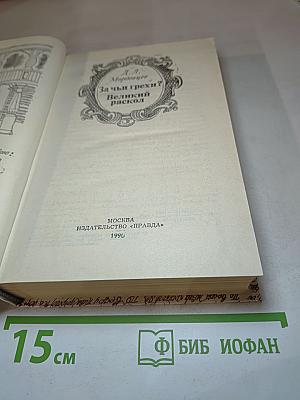 Д. Л.
Мордовцев
За чьи грехи?
Великий
раскол
МОСКВА
ИЗДАТЕЛЬСТВО «ПРАВДА»
1990
15 см
Ф БИБ ИОФАН